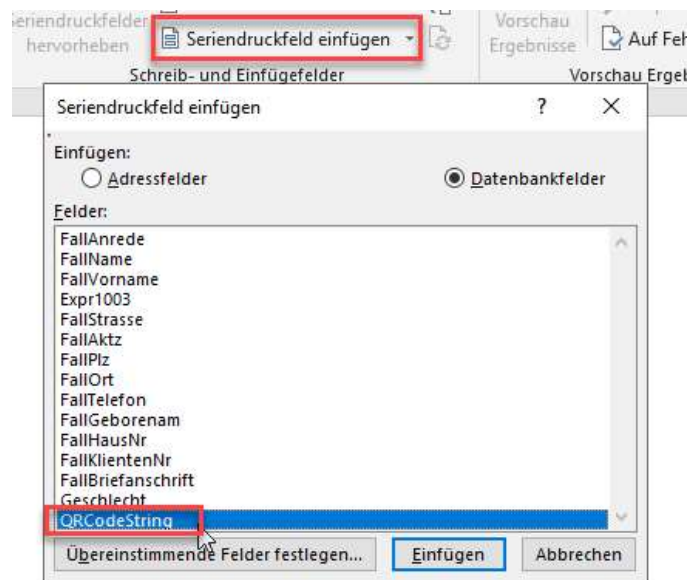 Seriendruckfelder
hervorheben
Seriendruckfeld einfügen
Vorschau
Ergebnisse
Auf Feh
Schreib- und Einfügefelder
Vorschau Ergeb
Seriendruckfeld einfügen
?
Einfügen:
Adressfelder
Datenbankfelder
Felder:
FallAnrede
FallName
FallVorname
Expr1003
FallStrasse
FallAktz
FallPlz
FallOrt
FallTelefon
FallGeborenam
FallHausNr
FallKlientenNr
FallBriefanschrift
Geschlecht
QRCodeString
Übereinstimmende Felder festlegen...
Einfügen
Abbrechen